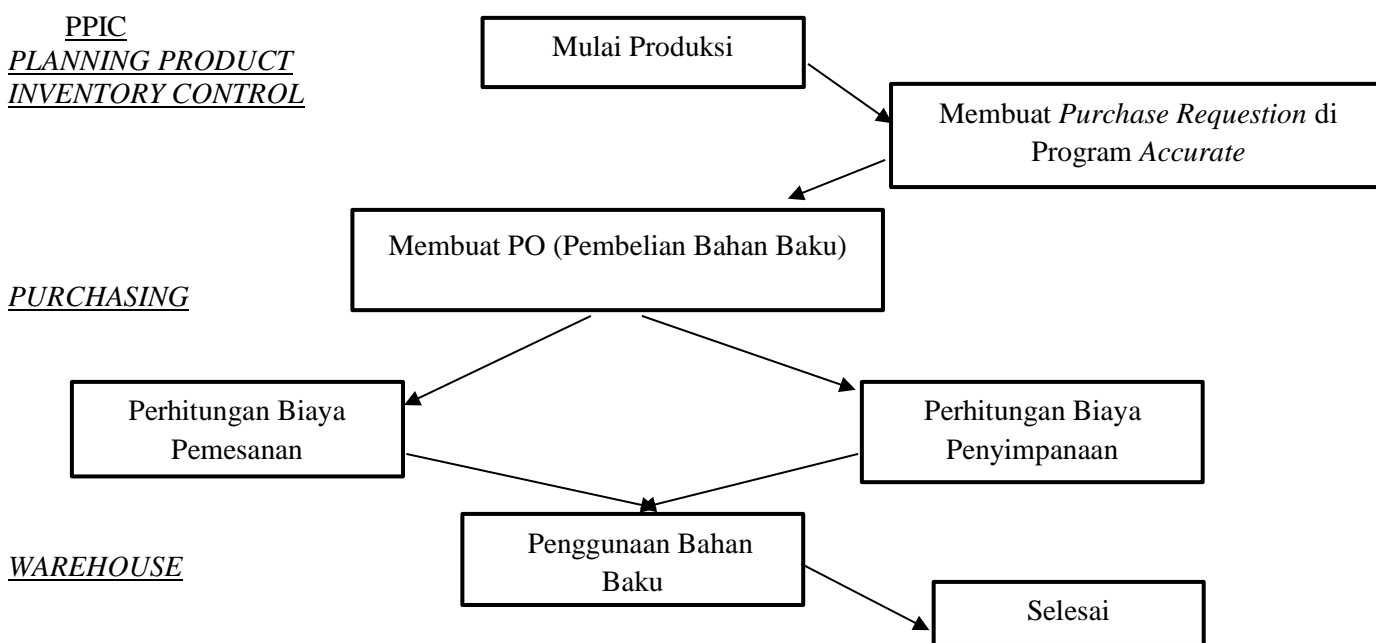 PPIC
PLANNING PRODUCT
INVENTORY CONTROL
Mulai Produksi
Membuat Purchase Requestion di
Program Accurate
Membuat PO (Pembelian Bahan Baku)
PURCHASING
Perhitungan Biaya
Pemesanan
Perhitungan Biaya
Penyimpanaan
Penggunaan Bahan
Baku
WAREHOUSE
Selesai